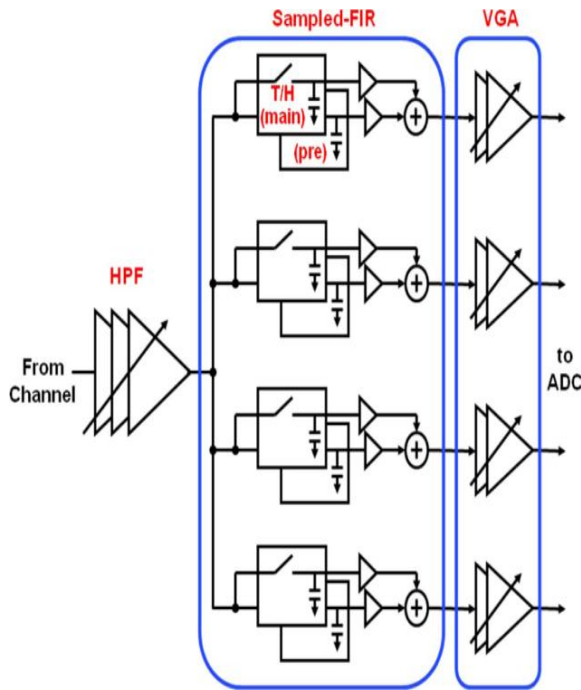 Sampled-FIR
VGA
T/H
(main)
(pre)
HPF
From
Channel
to
ADC